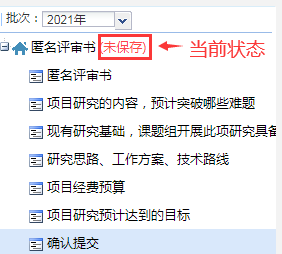 批次： 2021年
匿名评审书 (未保存) 当前状态
匿名评审书
项目研究的内容，预计突破哪些难题
现有研究基础，课题组开展此项研究具备
研究思路、工作方案、技术路线
项目经费预算
项目研究预计达到的目标
确认提交